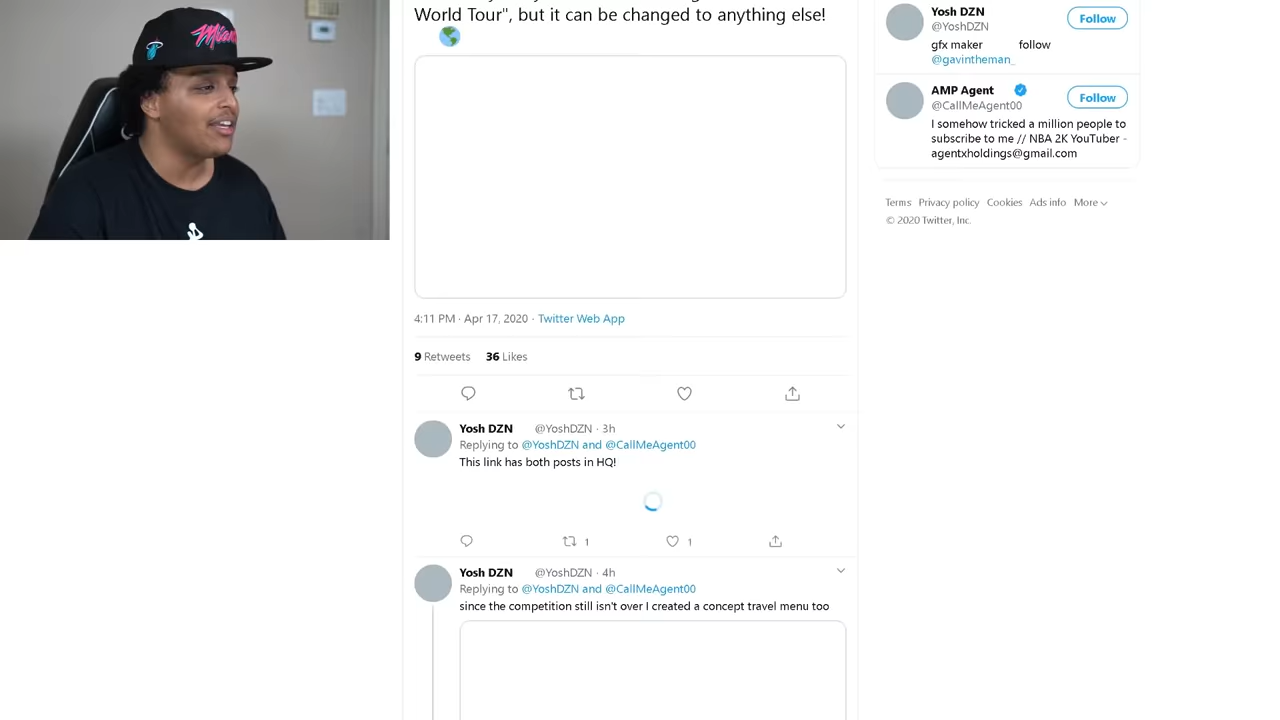 Miami
World Tour", but it can be changed to anything else!
4:11 PM · Apr 17, 2020 · Twitter Web App
9 Retweets 36 Likes
Yosh DZN @YoshDZN · 3h
Replying to @YoshDZN and @CallMeAgent00
This link has both posts in HQ!
1 1
Yosh DZN @YoshDZN · 4h
Replying to @YoshDZN and @CallMeAgent00
since the competition still isn't over I created a concept travel menu too
Yosh DZN
@YoshDZN
Follow
gfx maker follow
@gavintheman_
AMP Agent
@CallMeAgent00
Follow
I somehow tricked a million people to
subscribe to me // NBA 2K YouTuber -
agentxholdings@gmail.com
Terms Privacy policy Cookies Ads info More
© 2020 Twitter, Inc.